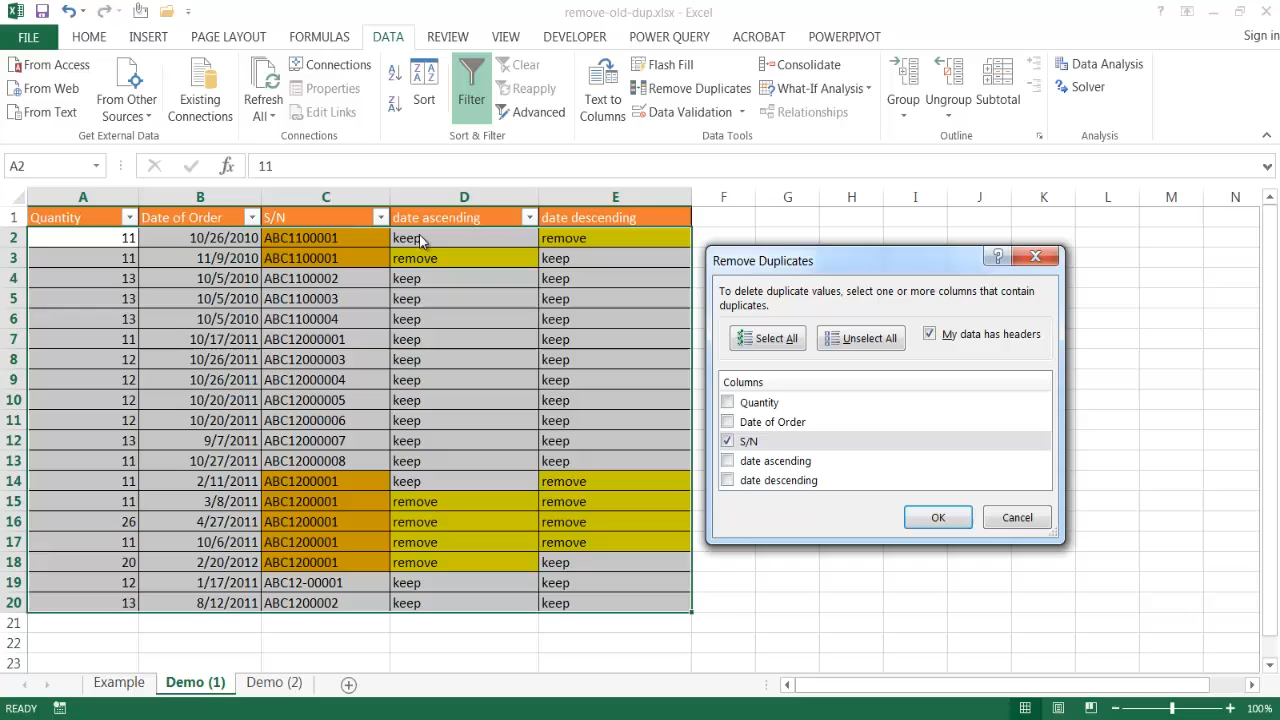 remove-old-dup.xlsx - Excel
FILE HOME INSERT PAGE LAYOUT FORMULAS DATA REVIEW VIEW DEVELOPER POWER QUERY ACROBAT POWERPIVOT Sign in
From Access
From Web
From Text
From Other Sources
Existing Connections
Get External Data
Refresh All
Connections
Properties
Edit Links
Connections
Sort
Filter
Clear
Reapply
Advanced
Sort & Filter
Text to Columns
Flash Fill
Remove Duplicates
Data Validation
Consolidate
What-If Analysis
Relationships
Data Tools
Group
Ungroup
Subtotal
Outline
Data Analysis
Solver
Analysis
A2 fx 11
A B C D E F G H I J K L M N
1 Quantity Date of Order S/N date ascending date descending
2 11 10/26/2010 ABC1100001 keep remove
3 11 11/9/2010 ABC1100001 remove keep
4 13 10/5/2010 ABC1100002 keep keep
5 13 10/5/2010 ABC1100003 keep keep
6 13 10/5/2010 ABC1100004 keep keep
7 11 10/17/2011 ABC12000001 keep keep
8 12 10/26/2011 ABC12000003 keep keep
9 12 10/26/2011 ABC12000004 keep keep
10 12 10/20/2011 ABC12000005 keep keep
11 12 10/20/2011 ABC12000006 keep keep
12 13 9/7/2011 ABC12000007 keep keep
13 11 10/27/2011 ABC12000008 keep keep
14 11 2/11/2011 ABC1200001 keep remove
15 11 3/8/2011 ABC1200001 remove remove
16 26 4/27/2011 ABC1200001 remove remove
17 11 10/6/2011 ABC1200001 remove remove
18 20 2/20/2012 ABC1200001 remove keep
19 12 1/17/2011 ABC12-00001 keep keep
20 13 8/12/2011 ABC1200002 keep keep
21
22
23
Remove Duplicates
To delete duplicate values, select one or more columns that contain
duplicates.
Select All Unselect All My data has headers
Columns
Quantity
Date of Order
S/N
date ascending
date descending
OK Cancel
Example Demo (1) Demo (2)
READY 100%